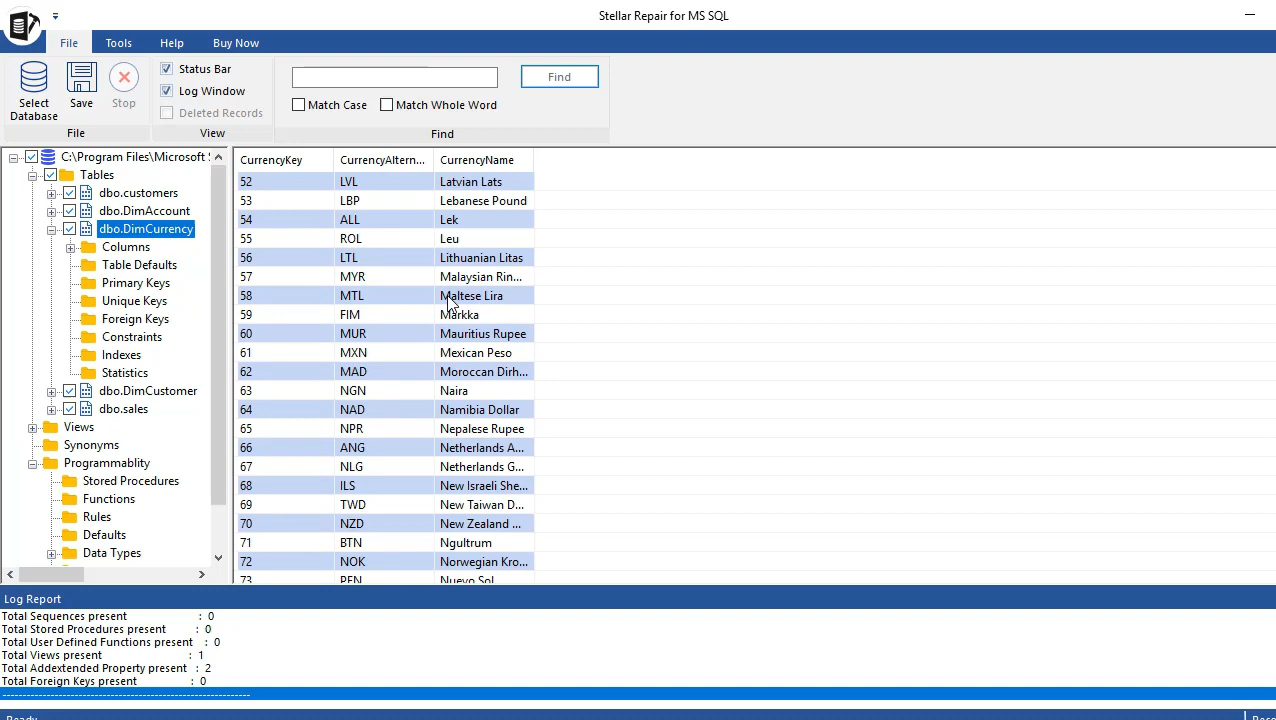 Stellar Repair for MS SQL
File Tools Help Buy Now
Select Database
Save
Stop
File
Status Bar
Log Window
Deleted Records
View
Find
Match Case Match Whole Word
Find
C:\Program Files\Microsoft
Tables
dbo.customers
dbo.DimAccount
dbo.DimCurrency
Columns
Table Defaults
Primary Keys
Unique Keys
Foreign Keys
Constraints
Indexes
Statistics
dbo.DimCustomer
dbo.sales
Views
Synonyms
Programmablity
Stored Procedures
Functions
Rules
Defaults
Data Types
CurrencyKey CurrencyAltern... CurrencyName
52 LVL Latvian Lats
53 LBP Lebanese Pound
54 ALL Lek
55 ROL Leu
56 LTL Lithuanian Litas
57 MYR Malaysian Rin...
58 MTL Maltese Lira
59 FIM Markka
60 MUR Mauritius Rupee
61 MXN Mexican Peso
62 MAD Moroccan Dirh...
63 NGN Naira
64 NAD Namibia Dollar
65 NPR Nepalese Rupee
66 ANG Netherlands A...
67 NLG Netherlands G...
68 ILS New Israeli She...
69 TWD New Taiwan D...
70 NZD New Zealand ...
71 BTN Ngultrum
72 NOK Norwegian Kro...
73 PEN Nuevo Sol
Log Report
Total Sequences present : 0
Total Stored Procedures present : 0
Total User Defined Functions present : 0
Total Views present : 1
Total Addextended Property present : 2
Total Foreign Keys present : 0
Ready